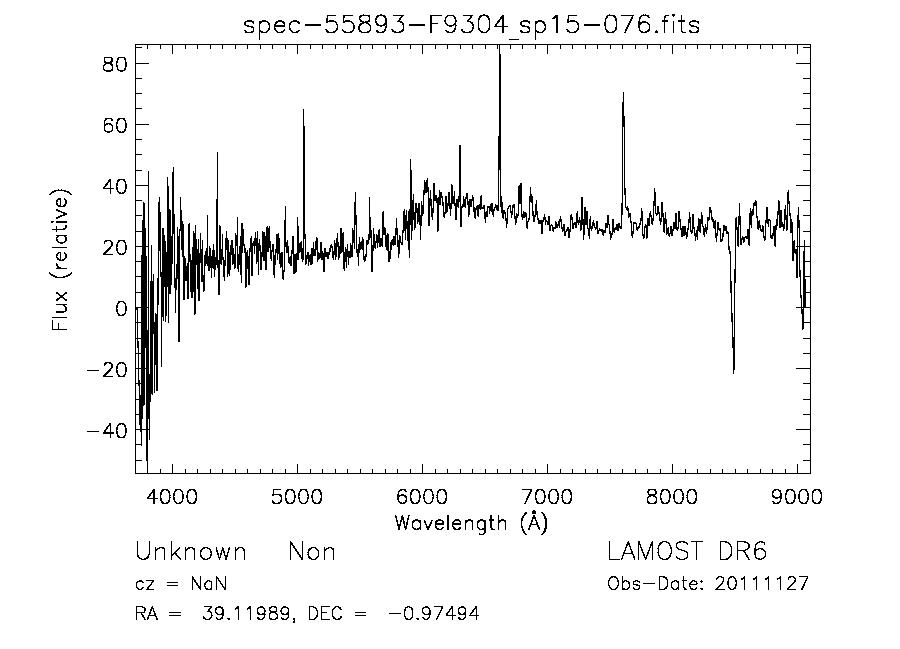 spec-55893-F9304_sp15-076.fits
80
60
40
20
0
-20
-40
Flux (relative)
4000 5000 6000 7000 8000 9000
Wavelength (Å)
Unknown Non LAMOST DR6
cz = NaN Obs-Date: 20111127
RA = 39.11989, DEC = -0.97494